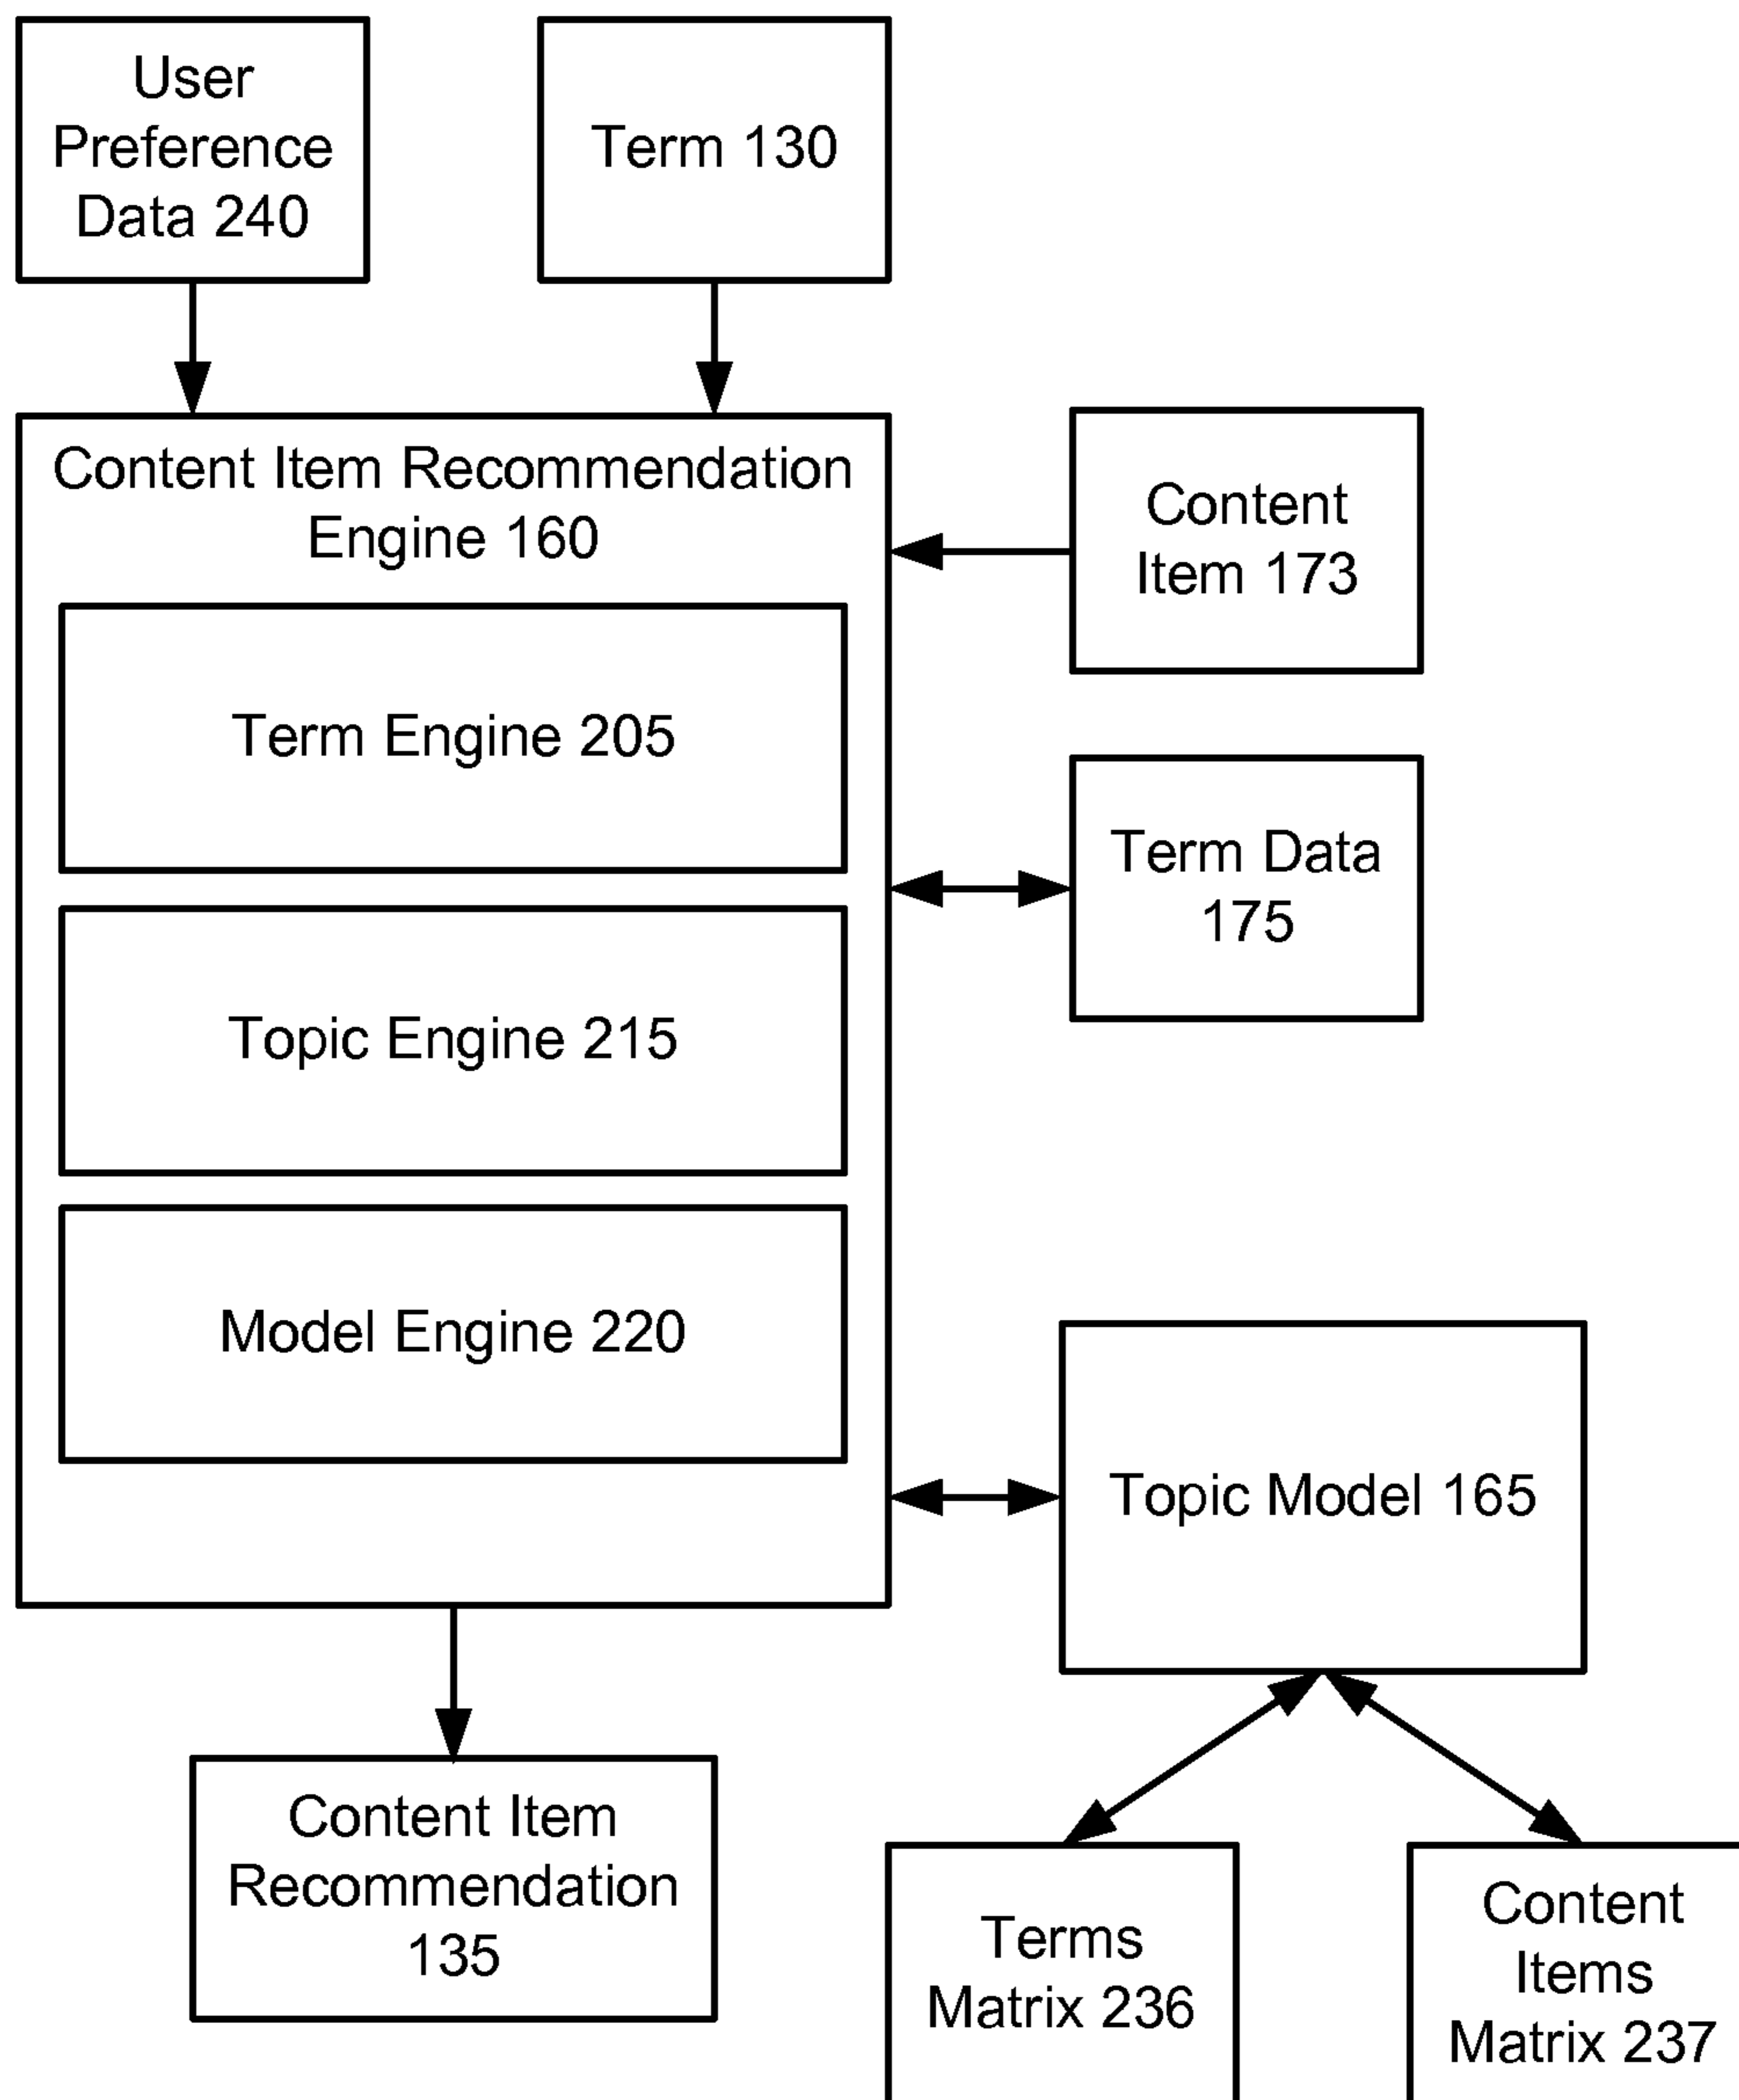 User
Preference
Data 240
Term 130
Content Item Recommendation
Engine 160
Content
Item 173
Term Engine 205
Term Data
175
Topic Engine 215
Model Engine 220
Topic Model 165
Content Item
Recommendation
135
Terms
Matrix 236
Content
Items
Matrix 237